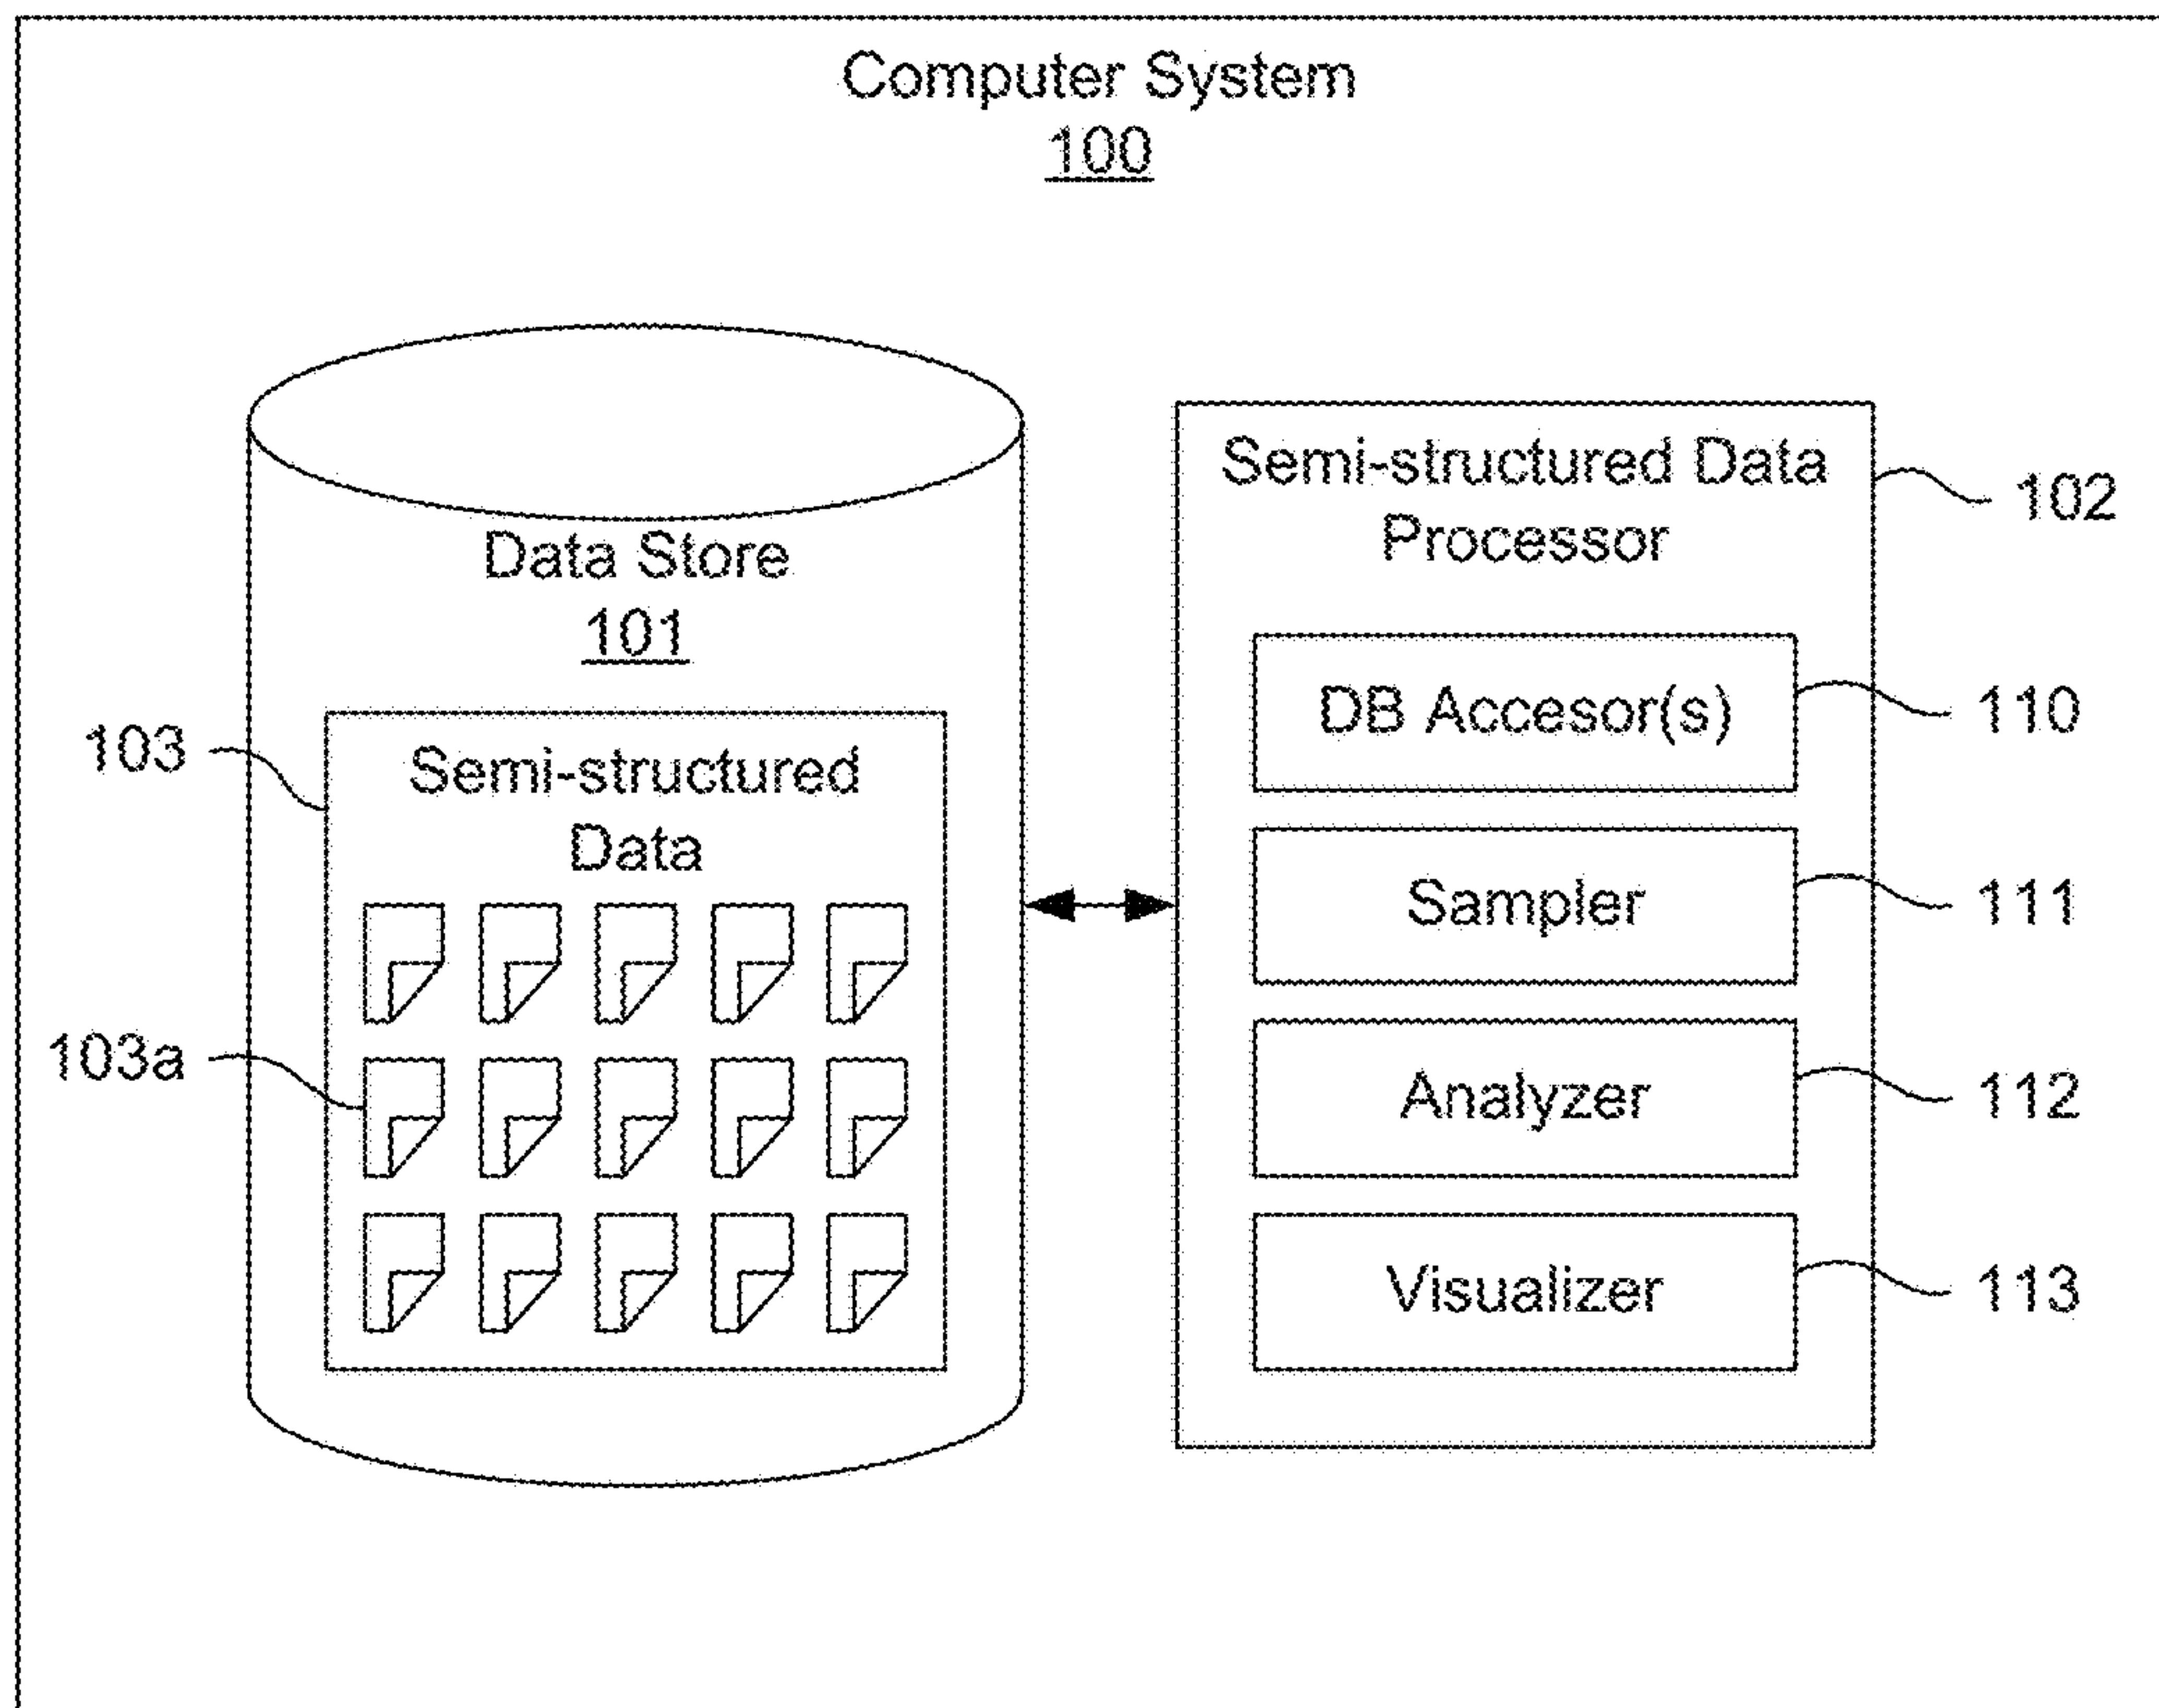 Computer System
100
Data Store
101
103
Semi-structured
Data
103a
Semi-structured Data
Processor
102
DB Accesor(s)
110
Sampler
111
Analyzer
112
Visualizer
113